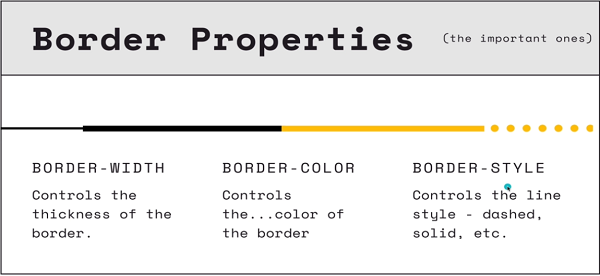 Border Properties (the important ones)
BORDER-WIDTH
Controls the
thickness of the
border.
BORDER-COLOR
Controls
the...color of
the border
BORDER-STYLE
Controls the line
style - dashed,
solid, etc.